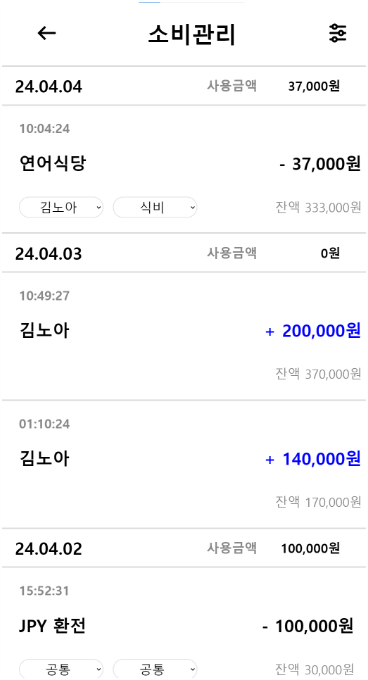 소비관리
24.04.04 사용금액 37,000원
10:04:24
연어식당 - 37,000원
김노아 식비 잔액 333,000원
24.04.03 사용금액 0원
10:49:27
김노아 + 200,000원
잔액 370,000원
01:10:24
김노아 + 140,000원
잔액 170,000원
24.04.02 사용금액 100,000원
15:52:31
JPY 환전 - 100,000원
공통 공통 잔액 30,000원